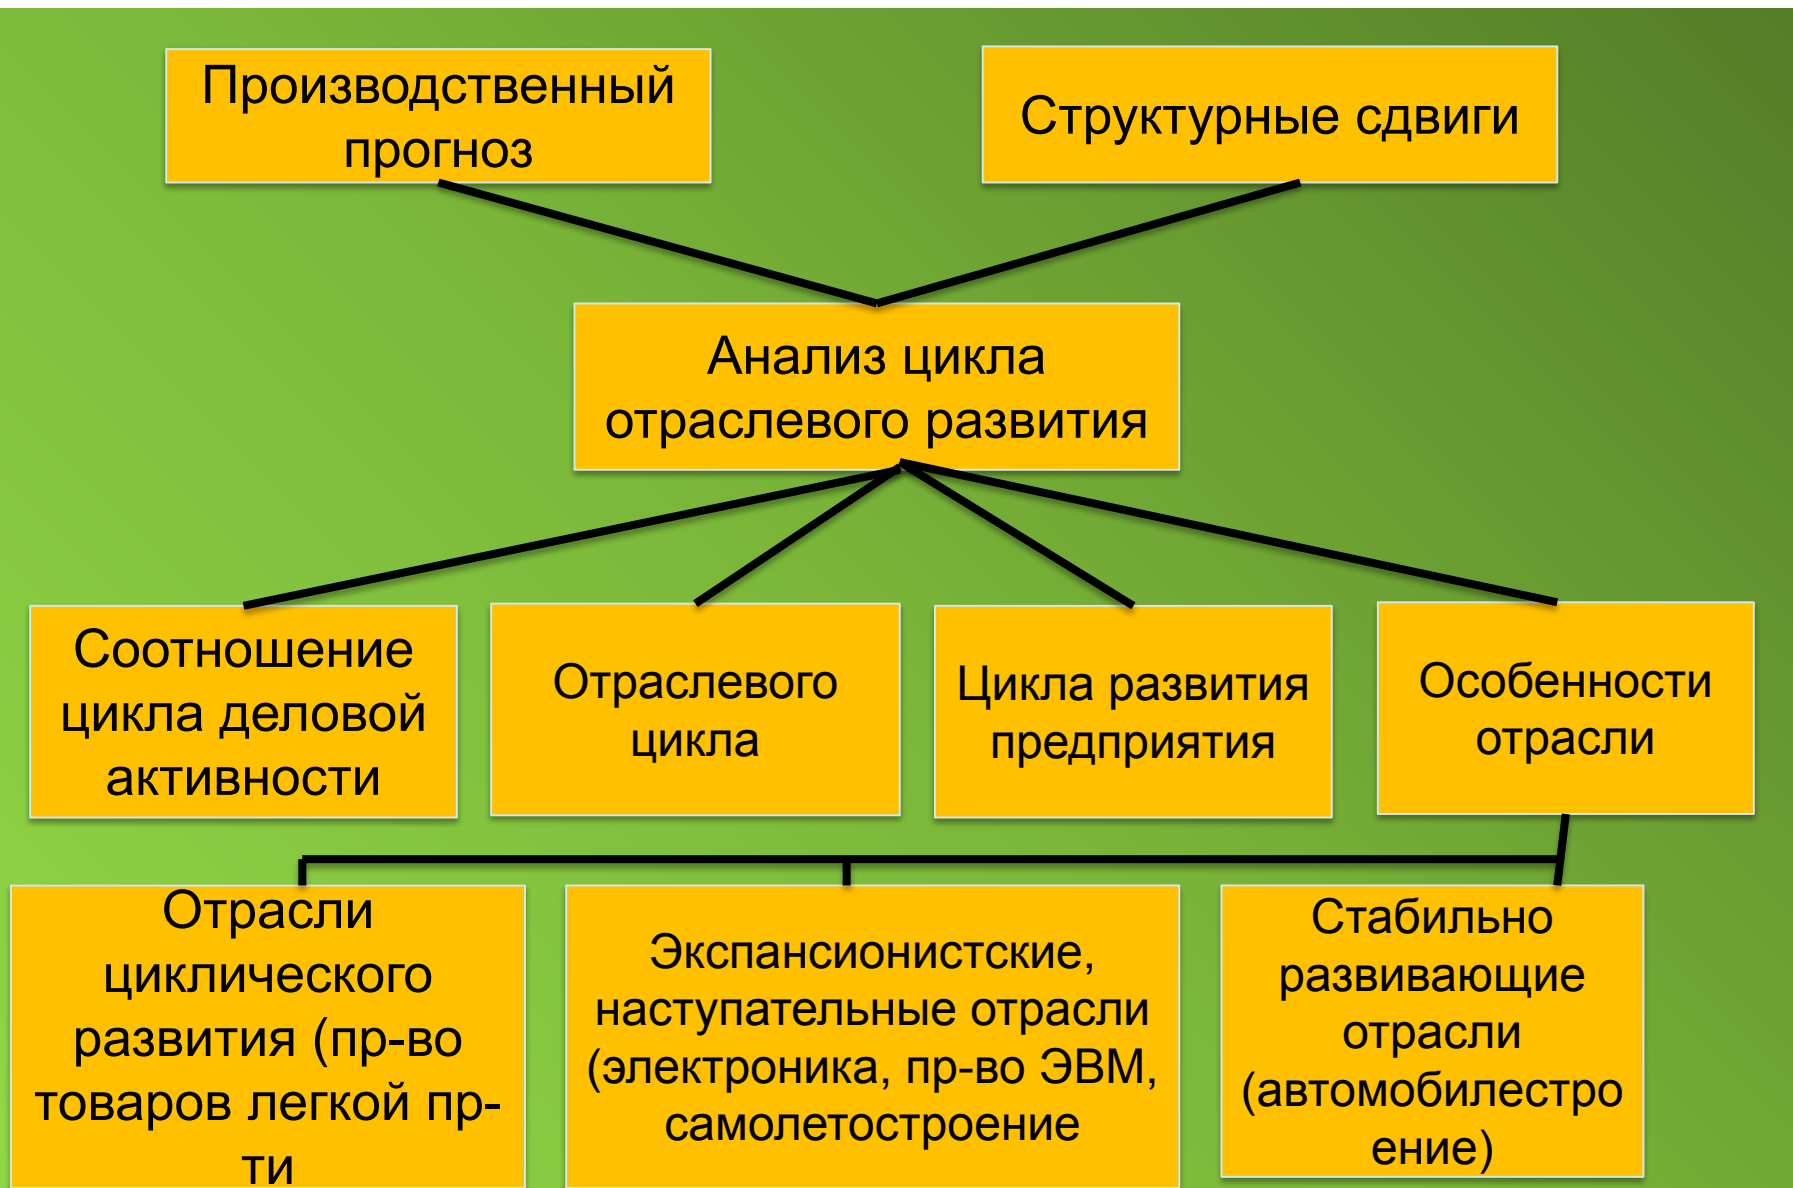 Производственный
прогноз
Структурные сдвиги
Анализ цикла
отраслевого развития
Соотношение
цикла деловой
активности
Отраслевого
цикла
Цикла развития
предприятия
Особенности
отрасли
Отрасли
циклического
развития (пр-во
товаров легкой пр-
ти
Экспансионистские,
наступательные отрасли
(электроника, пр-во ЭВМ,
самолетостроение
Стабильно
развивающие
отрасли
(автомобилестро
ение)